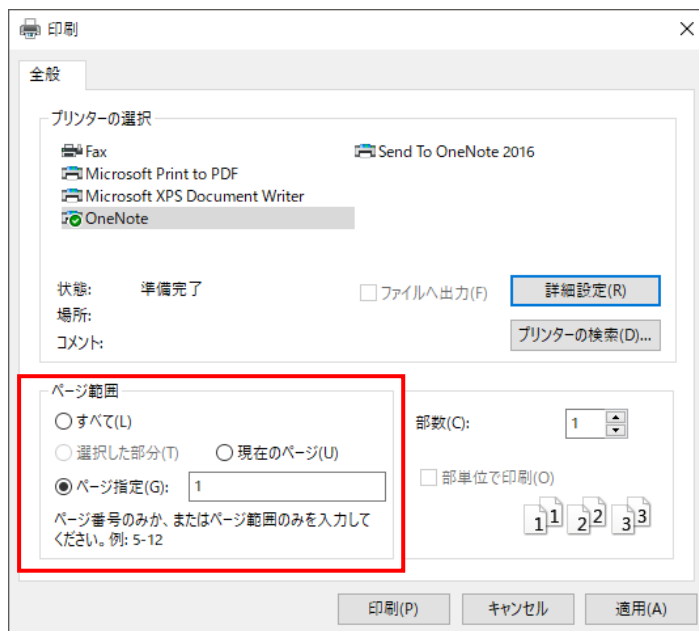 印刷
全般
プリンターの選択
Fax
Send To OneNote 2016
Microsoft Print to PDF
Microsoft XPS Document Writer
OneNote
状態: 準備完了
ファイルへ出力(F)
詳細設定(R)
場所:
コメント:
プリンターの検索(D)...
ページ範囲
すべて(L)
選択した部分(T)
現在のページ(U)
ページ指定(G): 1
ページ番号のみか、またはページ範囲のみを入力して
ください。例: 5-12
部数(C): 1
部単位で印刷(O)
1 1 2 2 3 3
印刷(P)
キャンセル
適用(A)